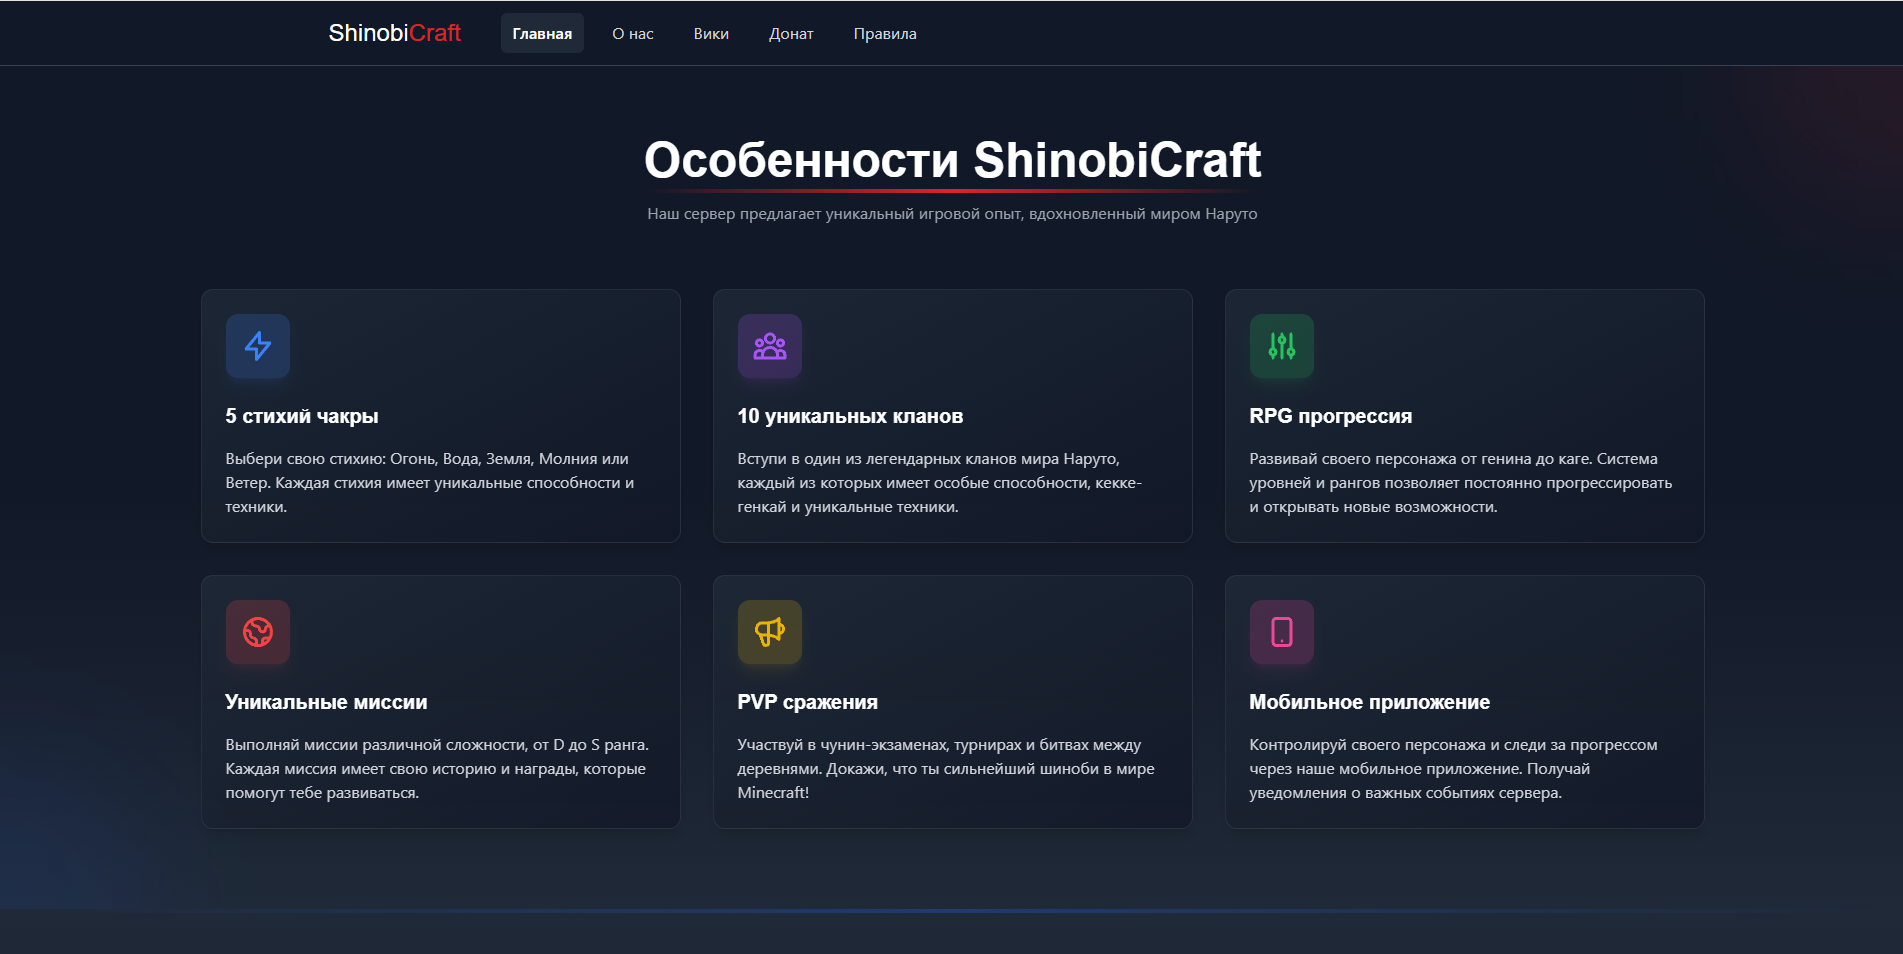 ShinobiCraft
Главная
О нас
Вики
Донат
Правила
Особенности ShinobiCraft
Наш сервер предлагает уникальный игровой опыт, вдохновленный миром Наруто
5 стихий чакры
Выбери свою стихию: Огонь, Вода, Земля, Молния или
Ветер. Каждая стихия имеет уникальные способности и
техники.
10 уникальных кланов
Вступи в один из легендарных кланов мира Наруто,
каждый из которых имеет особые способности, кекке-
генкай и уникальные техники.
RPG прогрессия
Развивай своего персонажа от генина до каге. Система
уровней и рангов позволяет постоянно прогрессировать
и открывать новые возможности.
Уникальные миссии
Выполняй миссии различной сложности, от D до S ранга.
Каждая миссия имеет свою историю и награды, которые
помогут тебе развиваться.
PVP сражения
Участвуй в чунин-экзаменах, турнирах и битвах между
деревнями. Докажи, что ты сильнейший шиноби в мире
Minecraft!
Мобильное приложение
Контролируй своего персонажа и следи за прогрессом
через наше мобильное приложение. Получай
уведомления о важных событиях сервера.